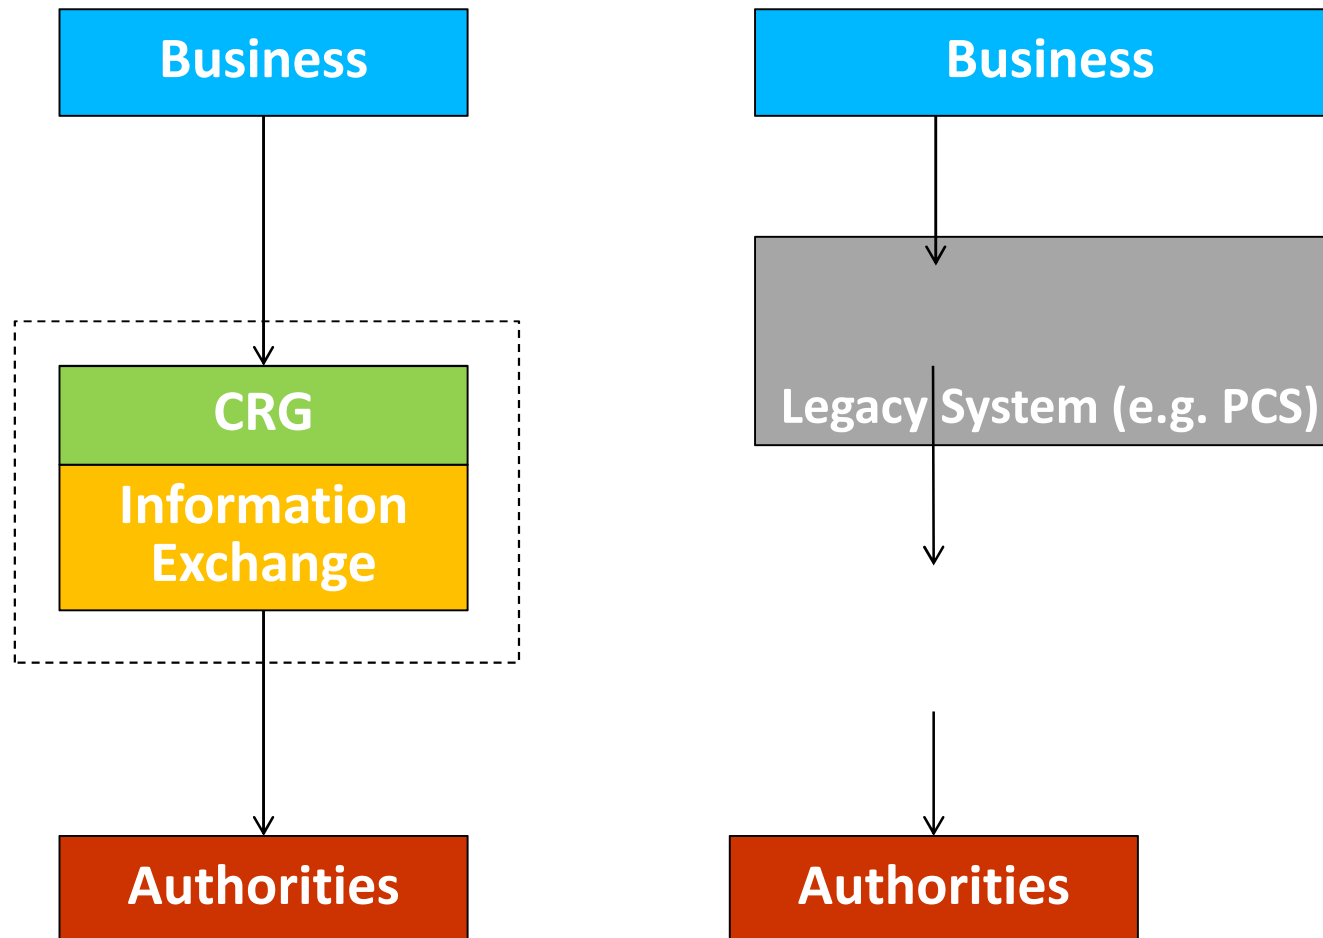 Business
CRG
Information
Exchange
Authorities
Business
Legacy System (e.g. PCS)
Authorities